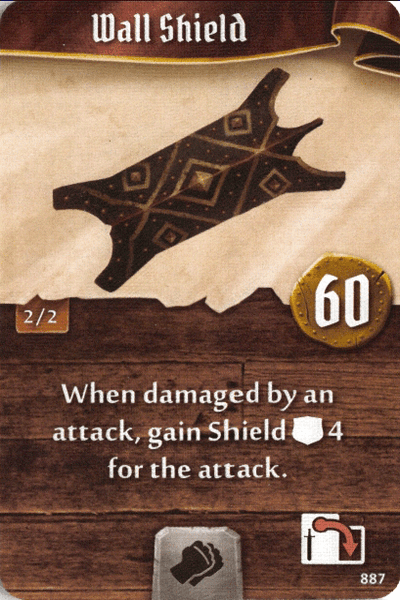 Wall Shield
2/2
60
When damaged by an
attack, gain Shield 4
for the attack.
887